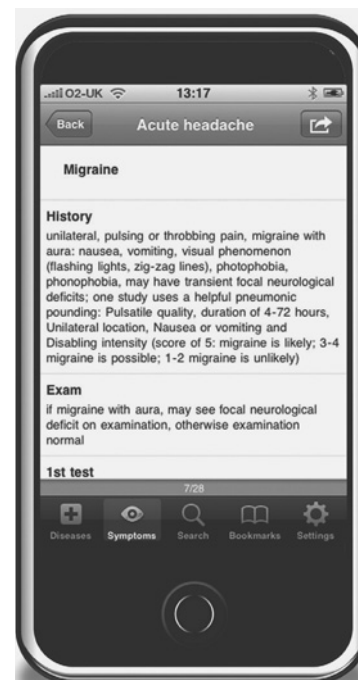 O2-UK 13:17
Back Acute headache
Migraine
History
unilateral, pulsing or throbbing pain, migraine with
aura: nausea, vomiting, visual phenomenon
(flashing lights, zig-zag lines), photophobia,
phonophobia, may have transient focal neurological
deficits; one study uses a helpful pneumonic
pounding: Pulsatile quality, duration of 4-72 hours,
Unilateral location, Nausea or vomiting and
Disabling intensity (score of 5: migraine is likely; 3-4
migraine is possible; 1-2 migraine is unlikely)
Exam
if migraine with aura, may see focal neurological
deficit on examination, otherwise examination
normal
1st test
7/28
Diseases Symptoms Search Bookmarks Settings